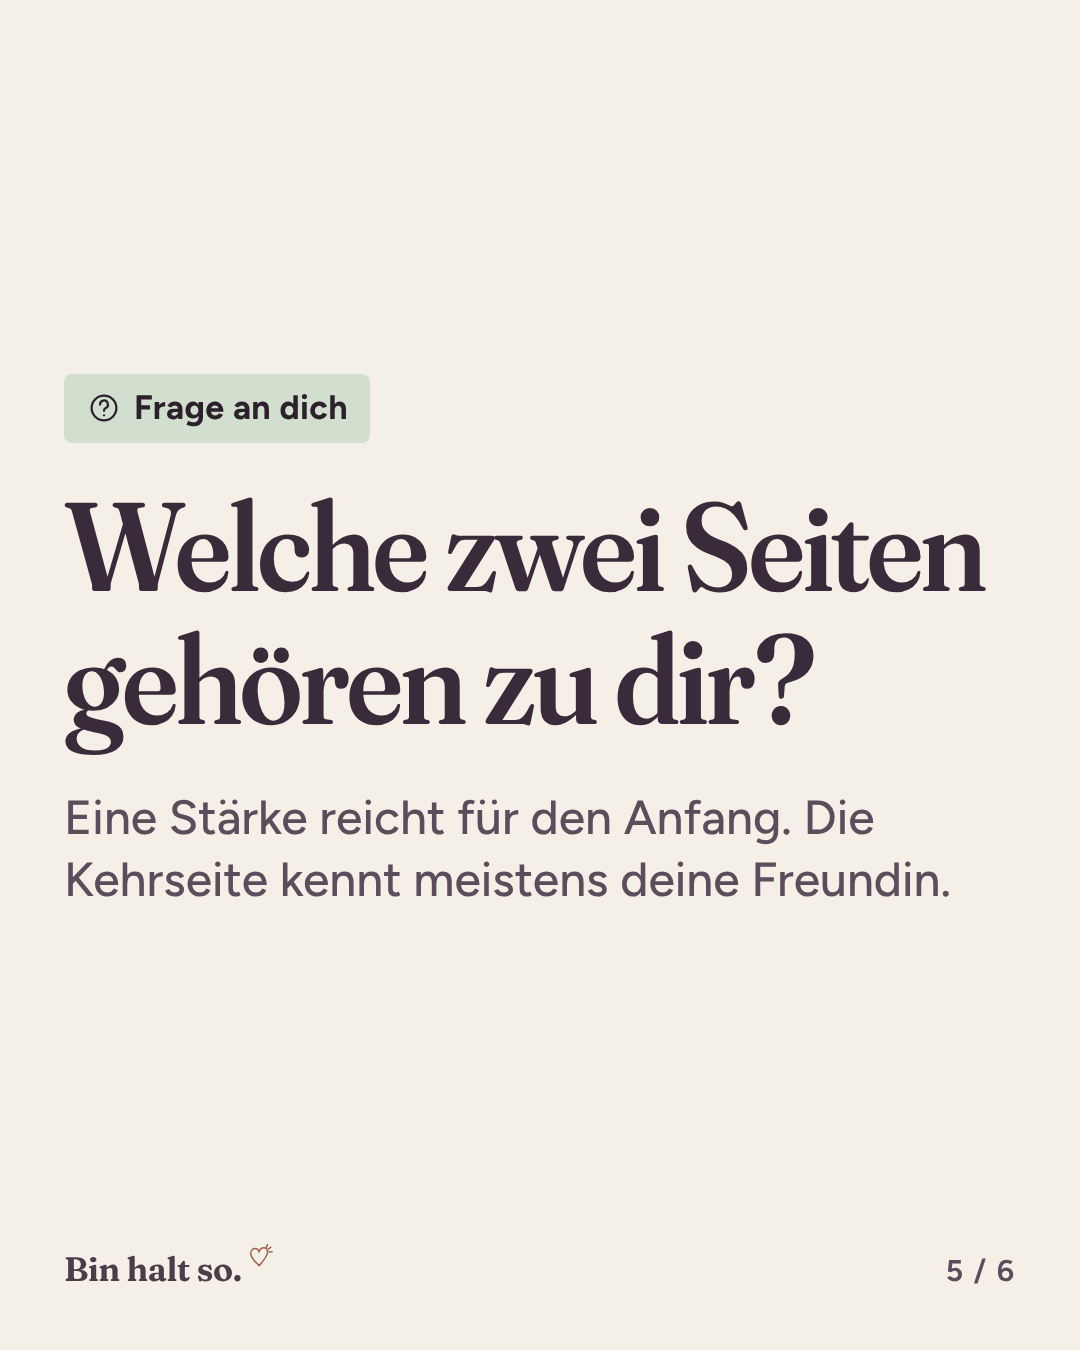 Frage an dich
Welche zwei Seiten
gehören zu dir?
Eine Stärke reicht für den Anfang. Die
Kehrseite kennt meistens deine Freundin.
Bin halt so.
5 / 6